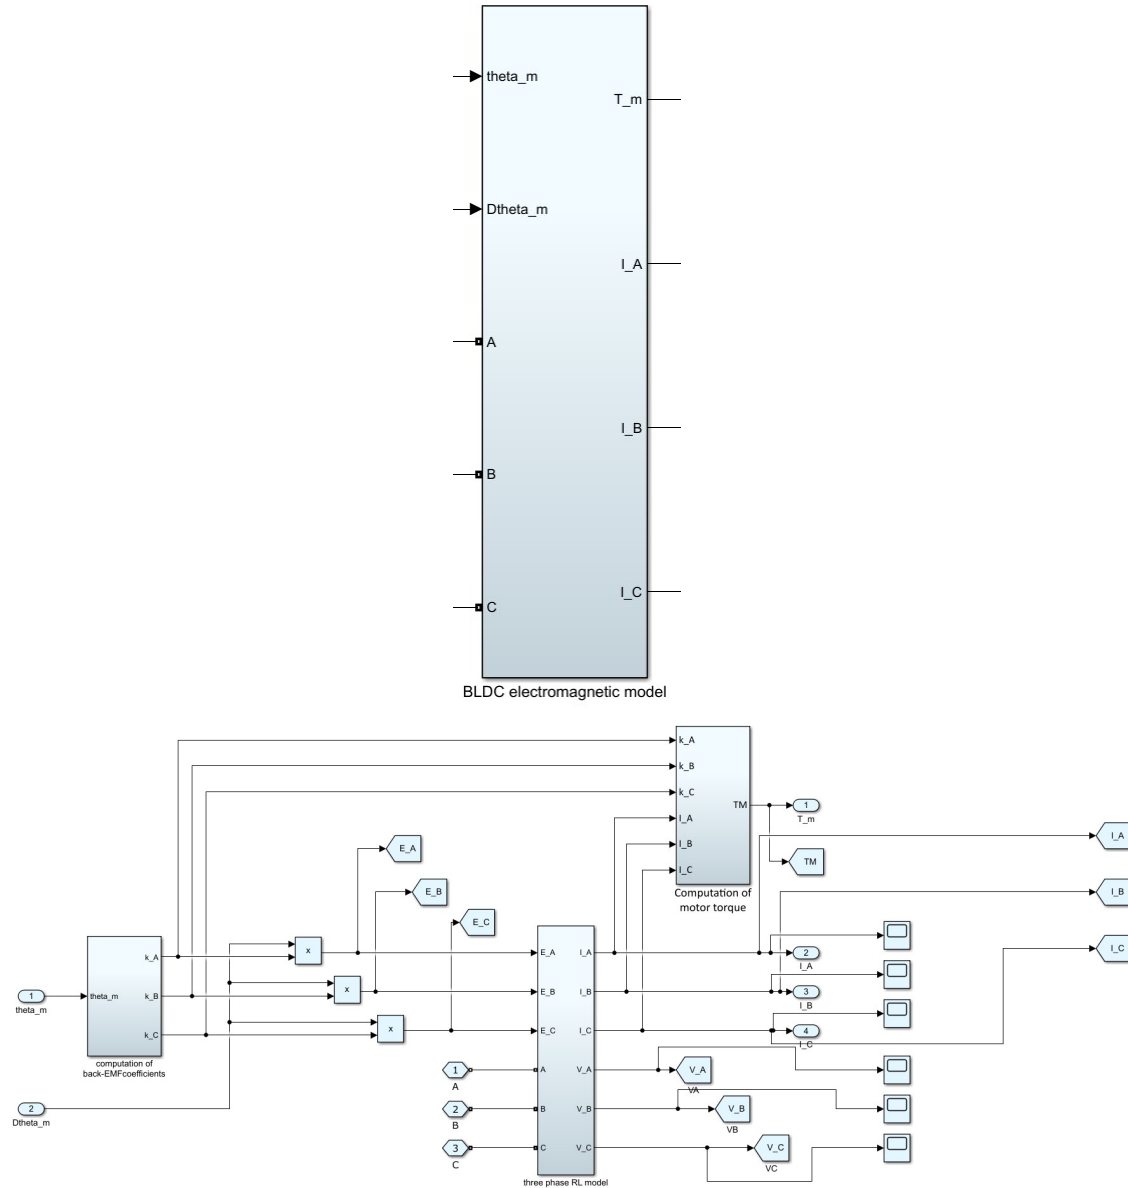 theta_m
T_m
Dtheta_m
I_A
A
I_B
B
I_C
C
BLDC electromagnetic model
k_A
k_B
k_C
I_A
I_B
I_C
TM
Computation of
motor torque
1
T_m
TM
I_A
I_B
I_C
E_A
E_B
E_C
1
theta_m
theta_m
k_A
k_B
k_C
computation of
back-EMFcoefficients
2
Dtheta_m
x
x
x
E_A
E_B
E_C
A
B
C
I_A
I_B
I_C
V_A
V_B
V_C
three phase RL model
1
A
2
B
3
C
2
I_A
3
I_B
4
I_C
V_A
VA
V_B
VB
V_C
VC